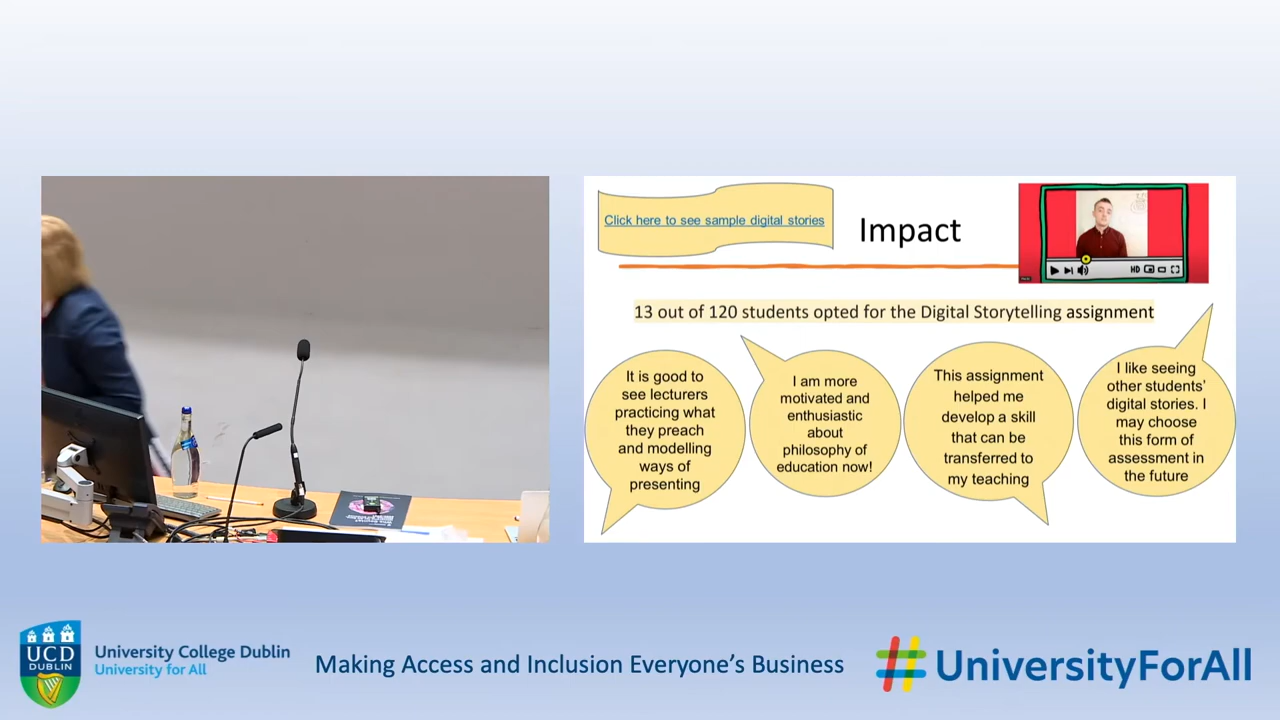 Click here to see sample digital stories
Impact
HD
13 out of 120 students opted for the Digital Storytelling assignment
It is good to
see lecturers
practicing what
they preach
and modelling
ways of
presenting
I am more
motivated and
enthusiastic
about
philosophy of
education now!
This assignment
helped me
develop a skill
that can be
transferred to
my teaching
I like seeing
other students'
digital stories. I
may choose
this form of
assessment in
the future
UCD
DUBLIN
University College Dublin
University for All
Making Access and Inclusion Everyone's Business
#UniversityForAll